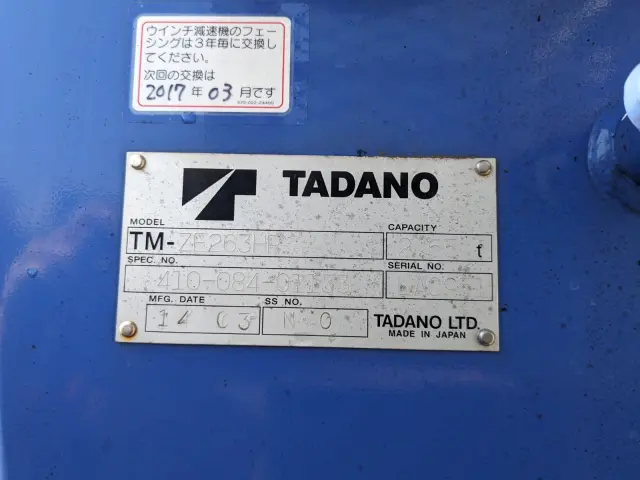 ウインチ減速機のフェー
シングは3年毎に交換し
てください。
次回の交換は
2017年03月です
TADANO
MODEL
TM-ZE263H
CAPACITY
t
SPEC. NO.
SERIAL NO.
MFG. DATE
14 03
SS NO.
N 0
TADANO LTD.
MADE IN JAPAN